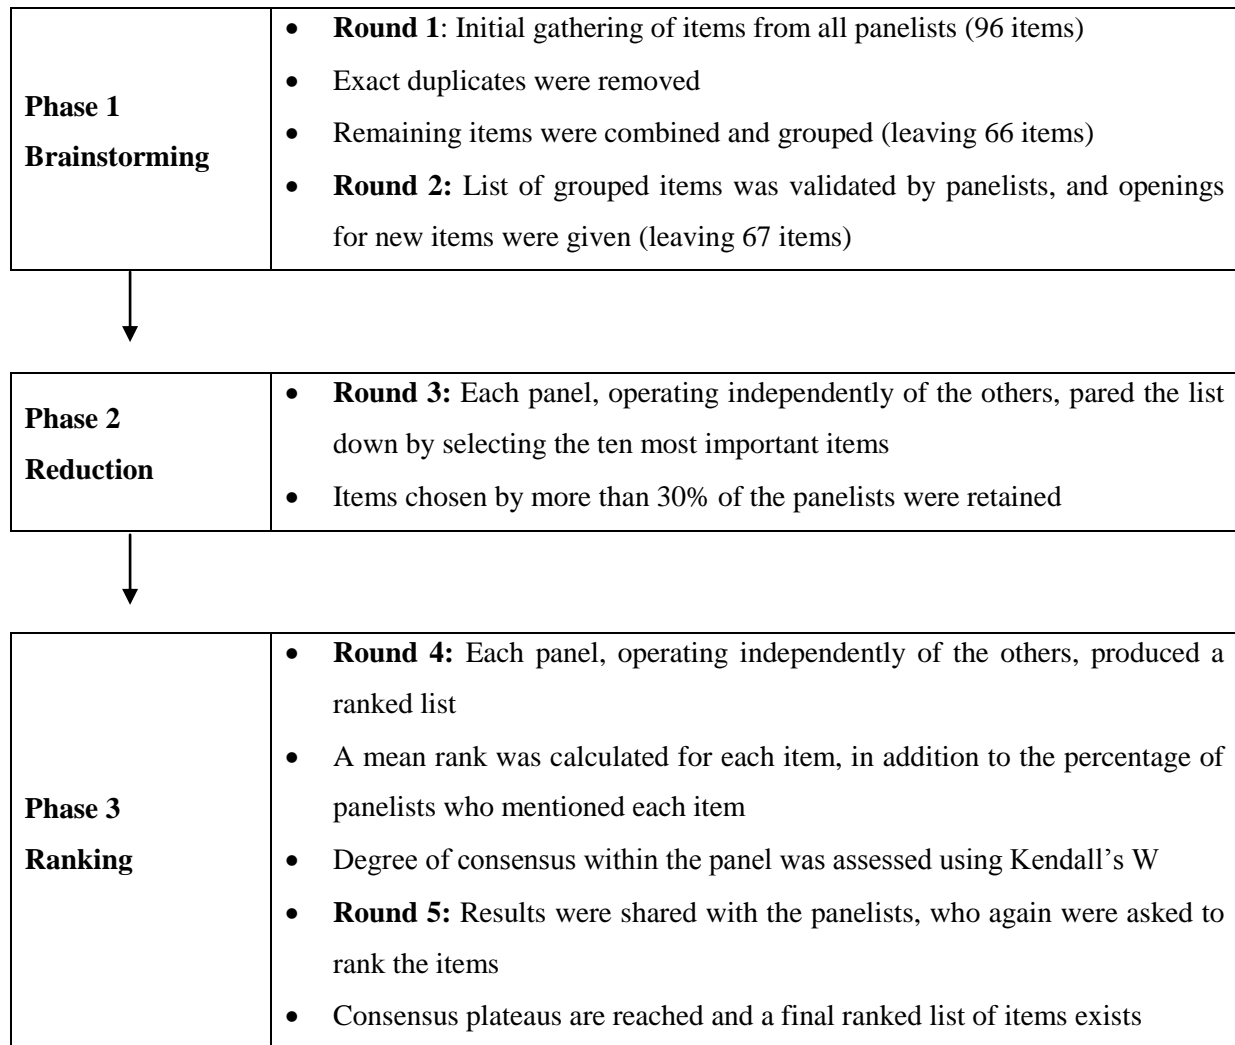 Phase 1
Brainstorming
• Round 1: Initial gathering of items from all panelists (96 items)
• Exact duplicates were removed
• Remaining items were combined and grouped (leaving 66 items)
• Round 2: List of grouped items was validated by panelists, and openings
for new items were given (leaving 67 items)
Phase 2
Reduction
• Round 3: Each panel, operating independently of the others, pared the list
down by selecting the ten most important items
• Items chosen by more than 30% of the panelists were retained
Phase 3
Ranking
• Round 4: Each panel, operating independently of the others, produced a
ranked list
• A mean rank was calculated for each item, in addition to the percentage of
panelists who mentioned each item
• Degree of consensus within the panel was assessed using Kendall’s W
• Round 5: Results were shared with the panelists, who again were asked to
rank the items
• Consensus plateaus are reached and a final ranked list of items exists